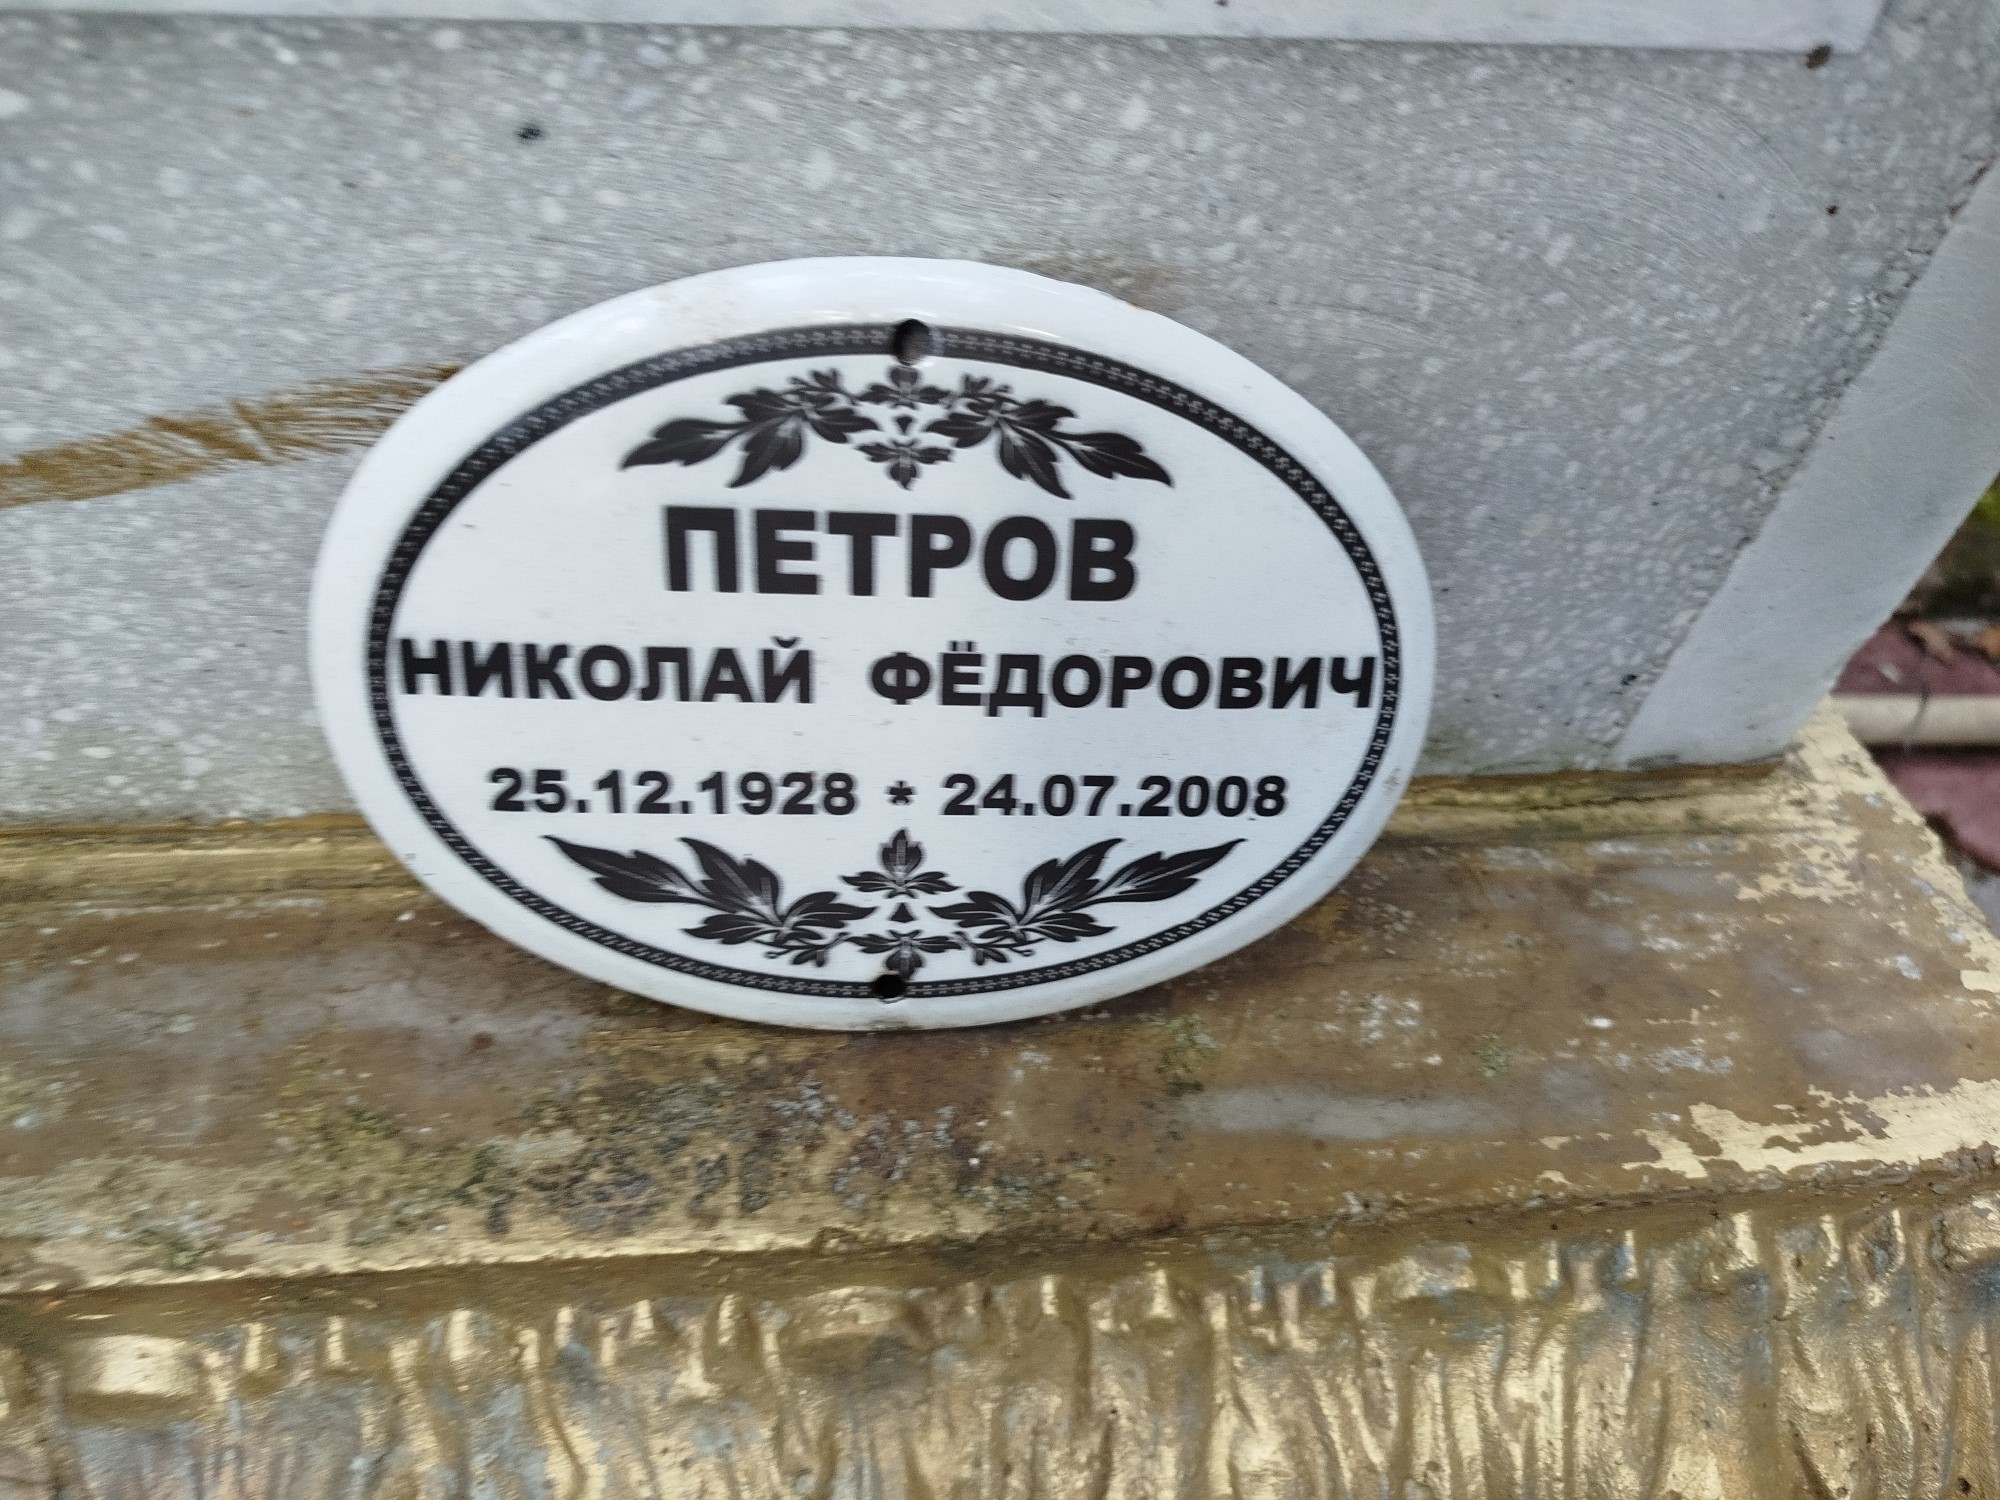 ПЕТРОВ
НИКОЛАЙ ФЁДОРОВИЧ
25.12.1928 * 24.07.2008